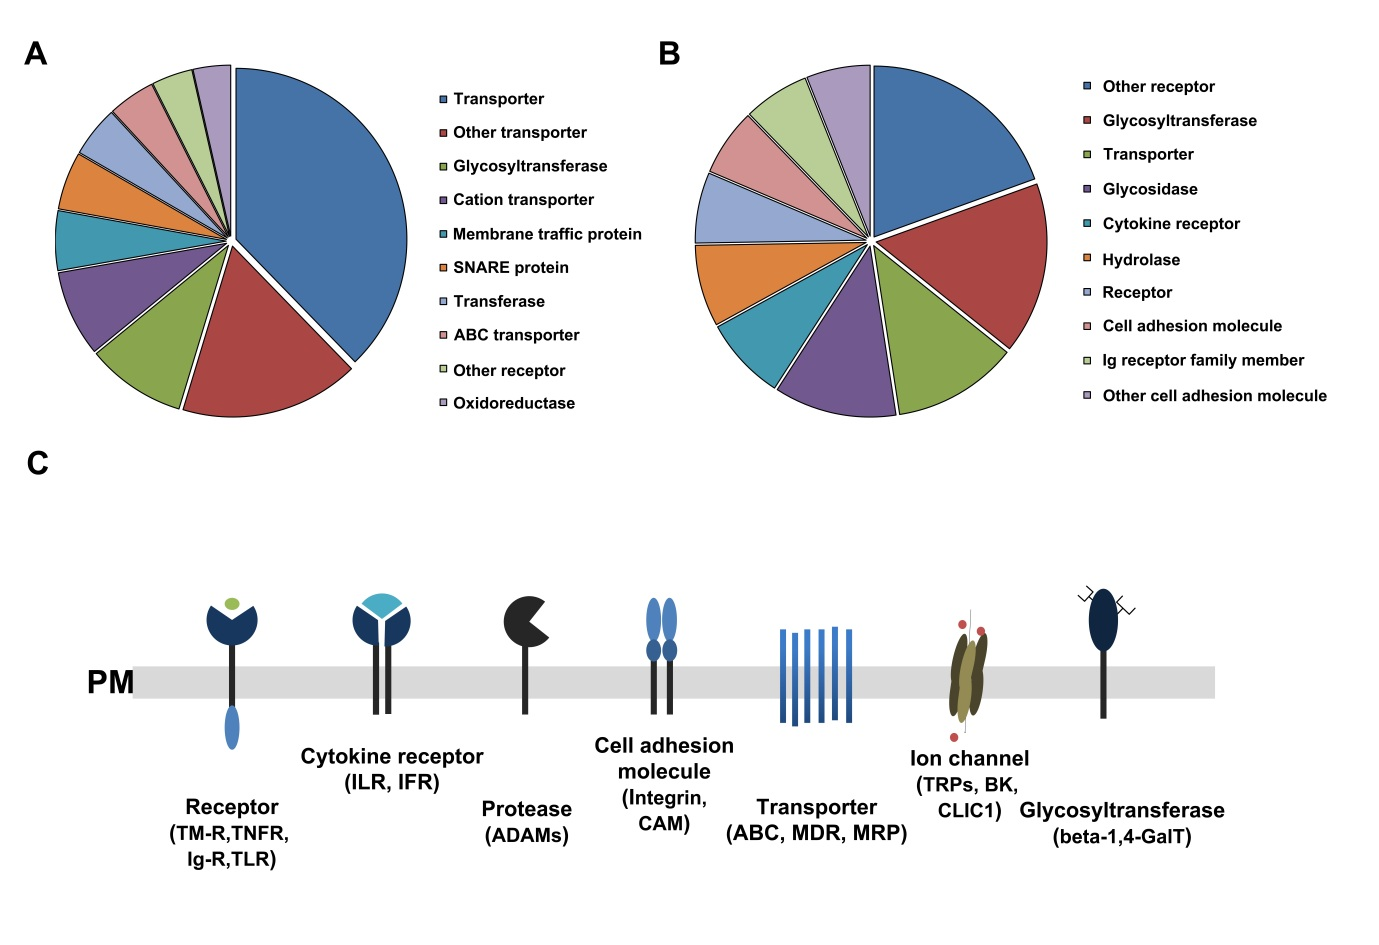 A
Transporter
Other transporter
Glycosyltransferase
Cation transporter
Membrane traffic protein
SNARE protein
Transferase
ABC transporter
Other receptor
Oxidoreductase
B
Other receptor
Glycosyltransferase
Transporter
Glycosidase
Cytokine receptor
Hydrolase
Receptor
Cell adhesion molecule
Ig receptor family member
Other cell adhesion molecule
C
PM
Receptor
(TM-R,TNFR,
Ig-R,TLR)
Cytokine receptor
(ILR, IFR)
Protease
(ADAMs)
Cell adhesion
molecule
(Integrin,
CAM)
Transporter
(ABC, MDR, MRP)
Ion channel
(TRPs, BK,
CLIC1)
Glycosyltransferase
(beta-1,4-GalT)